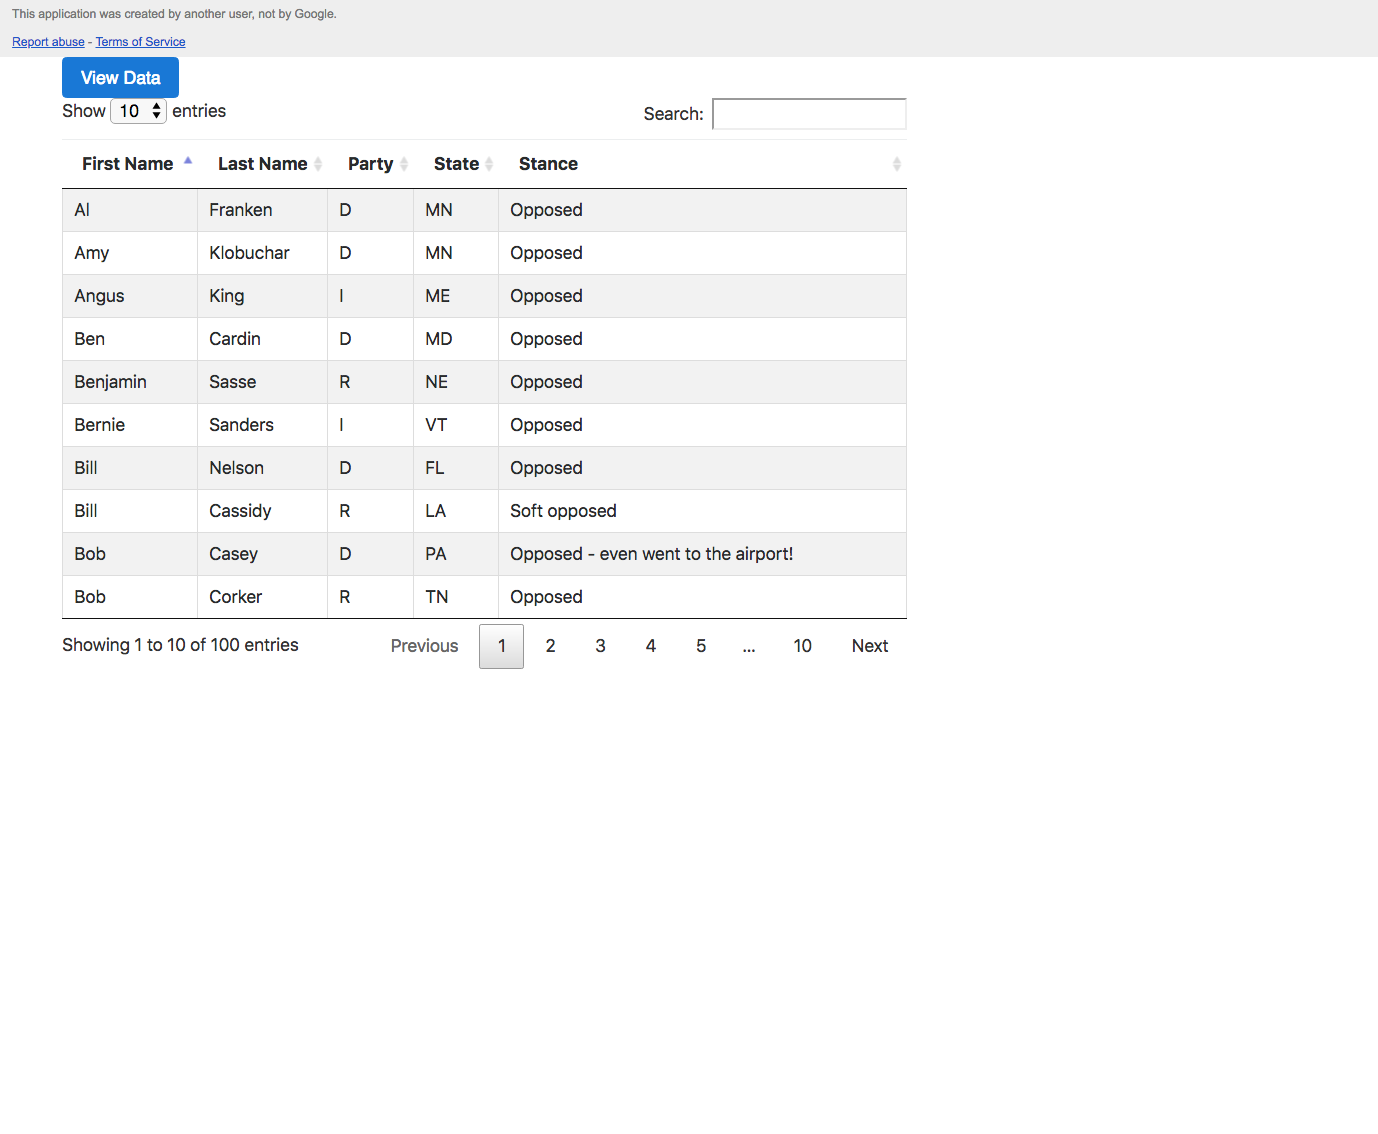 This application was created by another user, not by Google.
Report abuse - Terms of Service
View Data
Show 10 entries Search:
First Name Last Name Party State Stance
Al Franken D MN Opposed
Amy Klobuchar D MN Opposed
Angus King I ME Opposed
Ben Cardin D MD Opposed
Benjamin Sasse R NE Opposed
Bernie Sanders I VT Opposed
Bill Nelson D FL Opposed
Bill Cassidy R LA Soft opposed
Bob Casey D PA Opposed - even went to the airport!
Bob Corker R TN Opposed
Showing 1 to 10 of 100 entries Previous 1 2 3 4 5 ... 10 Next